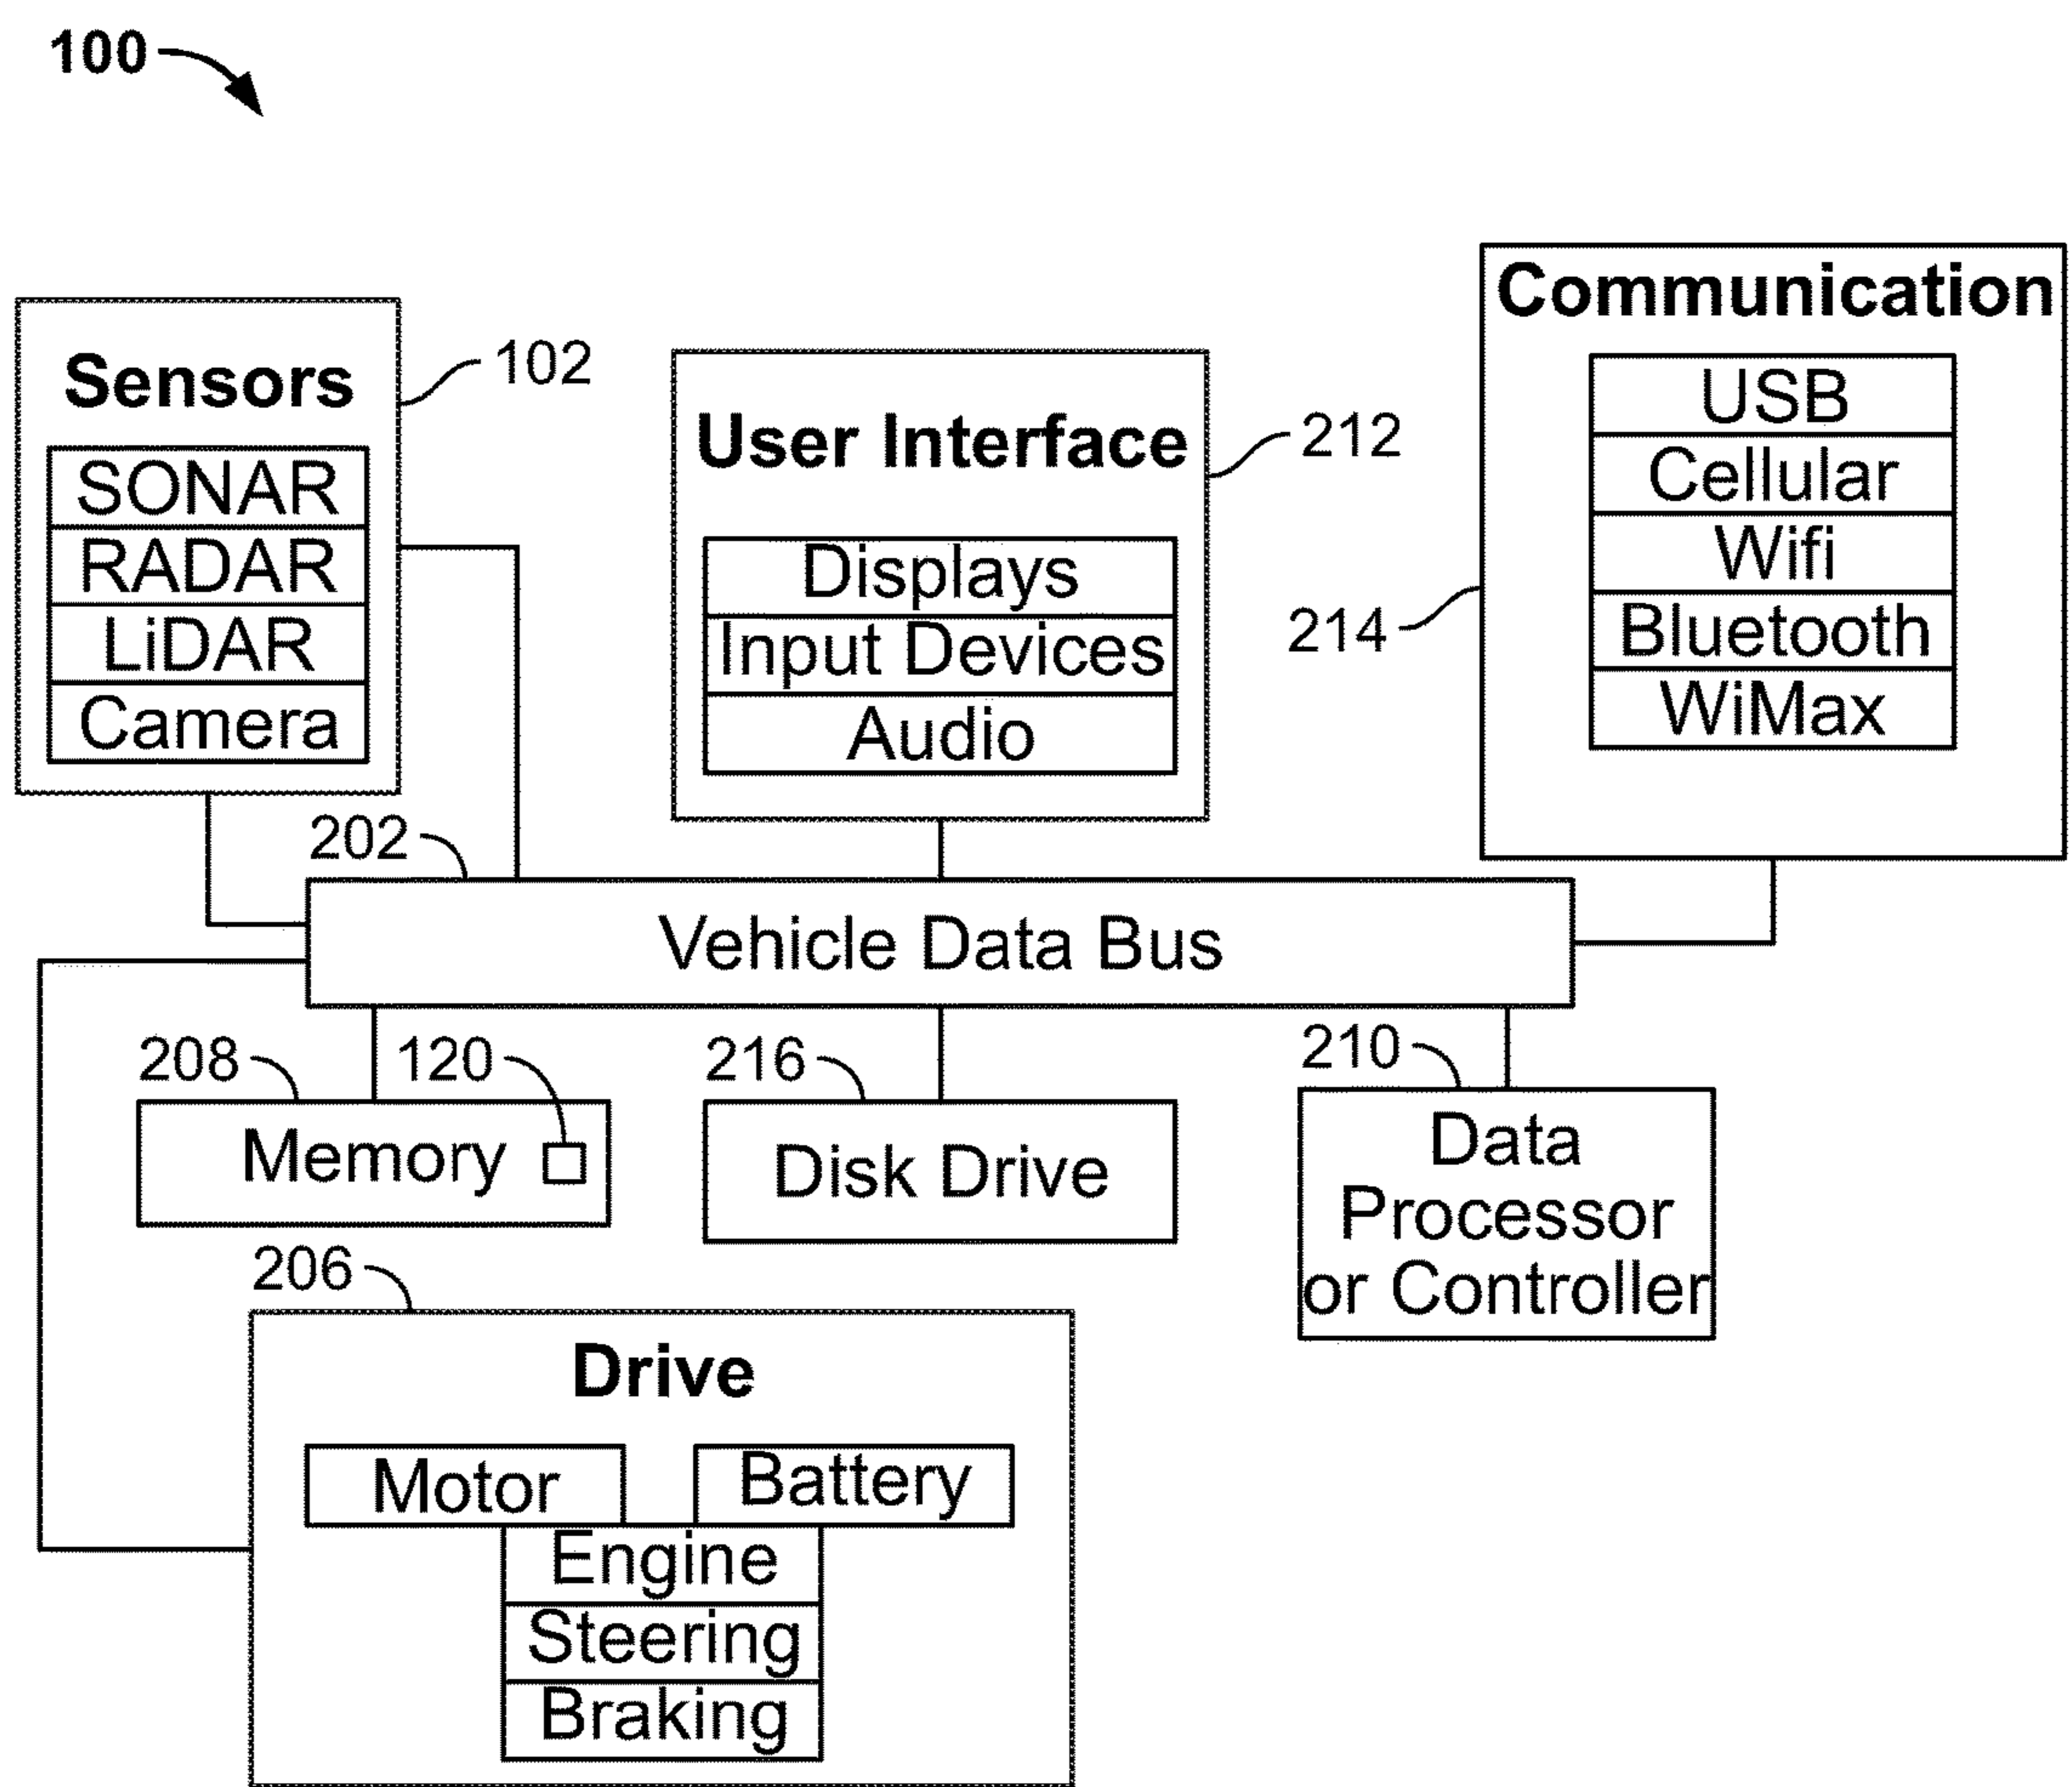 100
Sensors
102
SONAR
RADAR
LiDAR
Camera
User Interface
212
Displays
Input Devices
Audio
Communication
214
USB
Cellular
Wifi
Bluetooth
WiMax
202
Vehicle Data Bus
208
120
Memory
216
Disk Drive
210
Data
Processor
or Controller
206
Drive
Motor
Battery
Engine
Steering
Braking